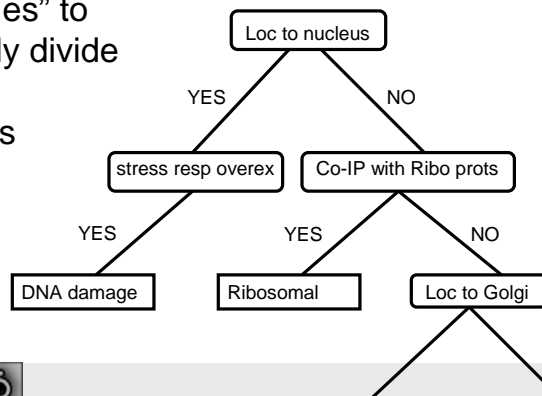 es” to
Loc to nucleus
ly divide
YES
NO
s
stress resp overex
Co-IP with Ribo prots
YES
YES
NO
DNA damage
Ribosomal
Loc to Golgi